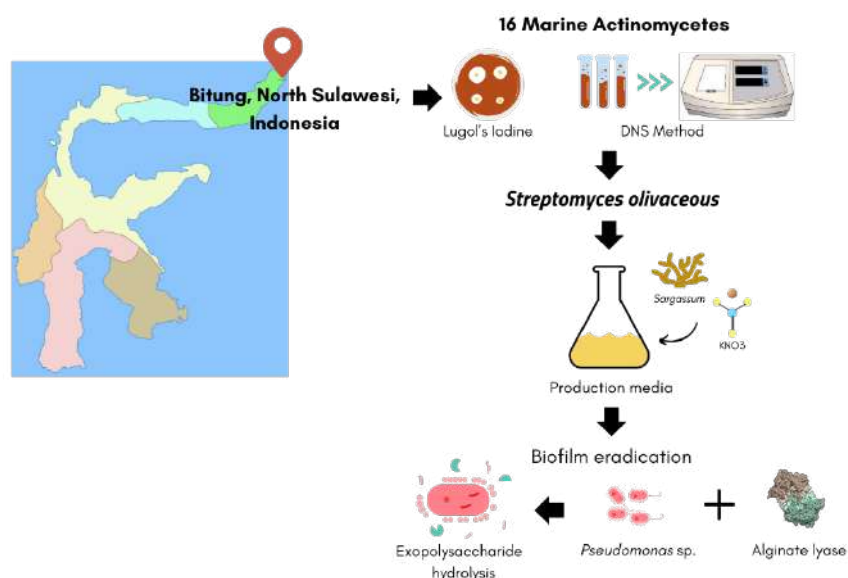 16 Marine Actinomycetes
Bitung, North Sulawesi,
Indonesia
Lugol's Iodine
DNS Method
Streptomyces olivaceous
Sargassum
KNO3
Production media
Biofilm eradication
Exopolysaccharide
hydrolysis
Pseudomonas sp.
Alginate lyase